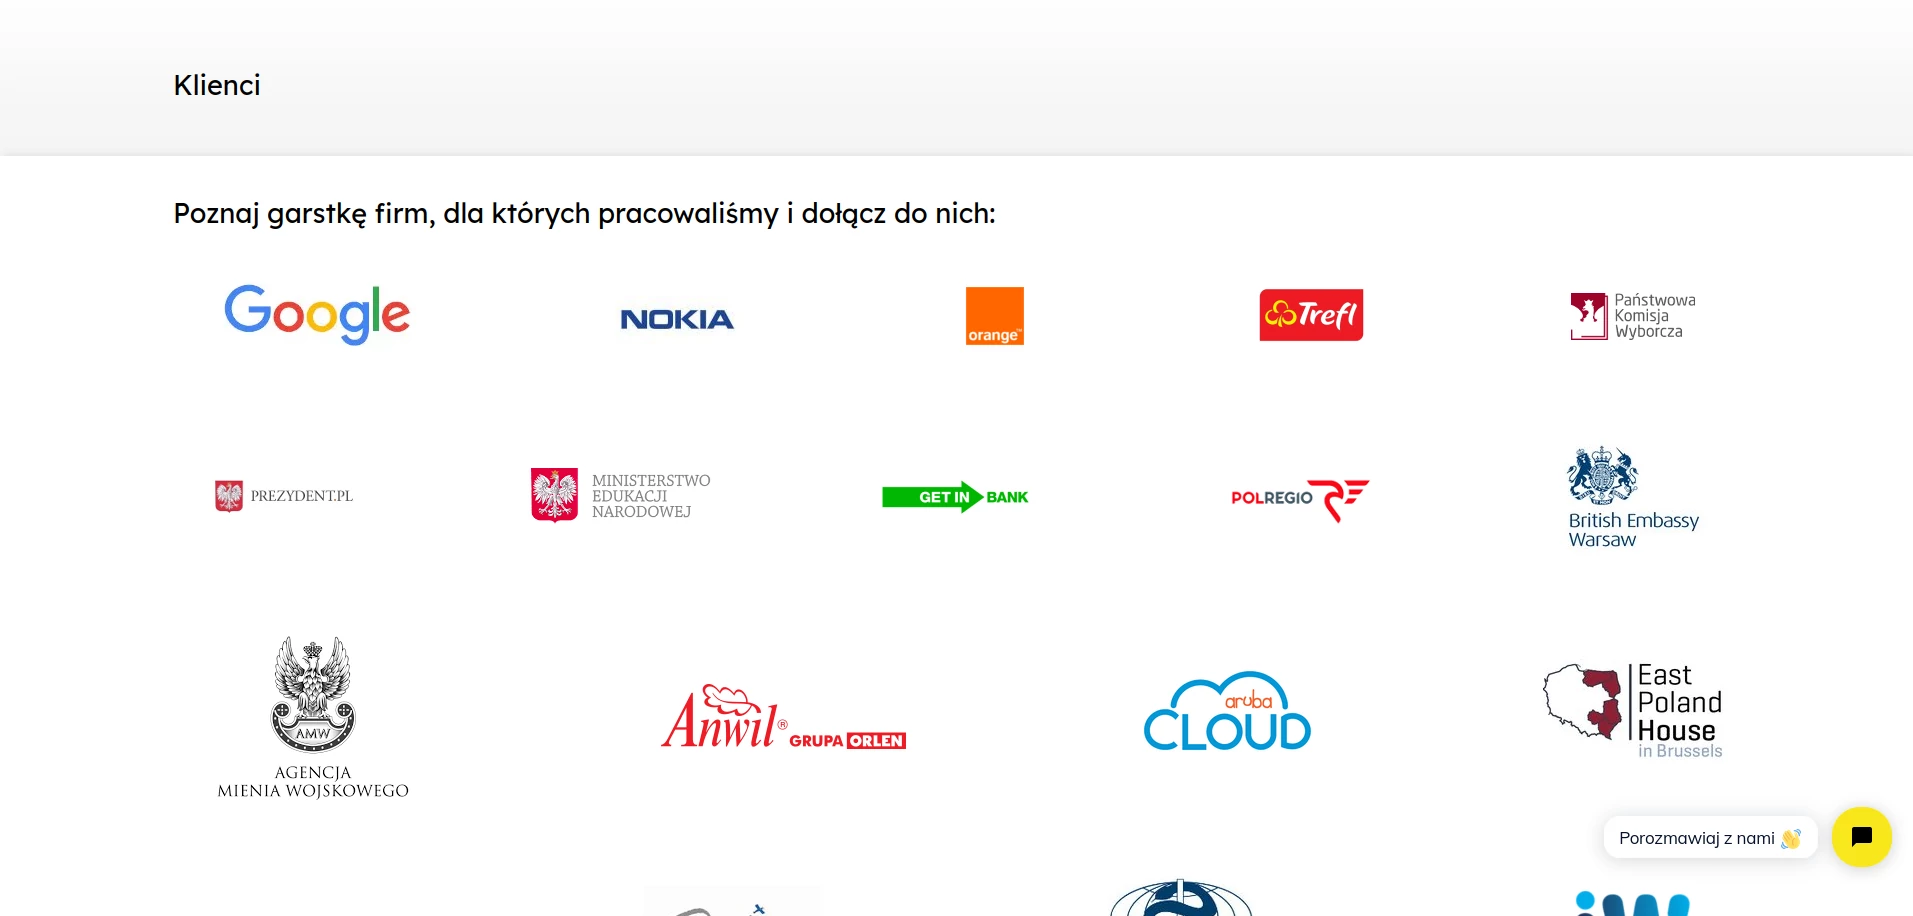 Klienci
Poznaj garstkę firm, dla których pracowaliśmy i dołącz do nich:
Google
NOKIA
orange™
Trefl
Państwowa
Komisja
Wyborcza
PREZYDENT.PL
MINISTERSTWO
EDUKACJI
NARODOWEJ
GET IN BANK
POLREGIO
British Embassy
Warsaw
AMW
AGENCJA
MIENIA WOJSKOWEGO
Anwil® GRUPA ORLEN
aruba
CLOUD
East
Poland
House
in Brussels
Porozmawiaj z nami 👋